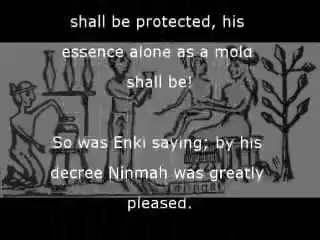 shall be protected, his
essence alone as a mold
shall be!
So was Enki saying; by his
decree Ninmah was greatly
pleased.